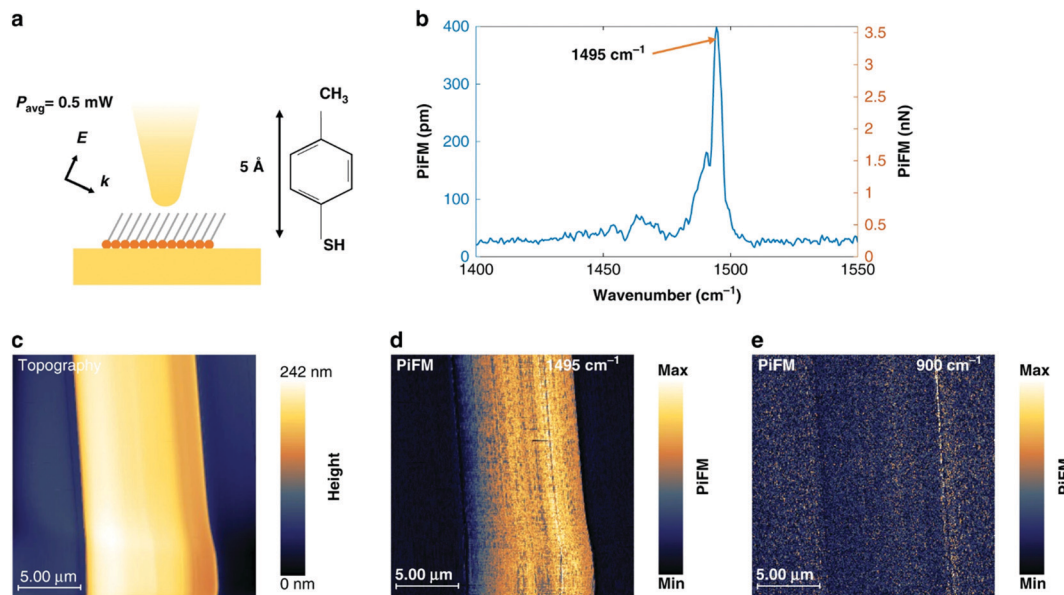 a
P avg = 0.5 mW
E
k
5 Å
CH3
SH
b
400
300
200
100
0
PiFM (pm)
1495 cm⁻¹
3.5
3
2.5
2
1.5
1
0.5
0
PiFM (nN)
1400
1450
1500
1550
Wavenumber (cm⁻¹)
c
Topography
5.00 μm
242 nm
0 nm
Height
d
PiFM
1495 cm⁻¹
5.00 μm
Max
Min
PiFM
e
PiFM
900 cm⁻¹
5.00 μm
Max
Min
PiFM